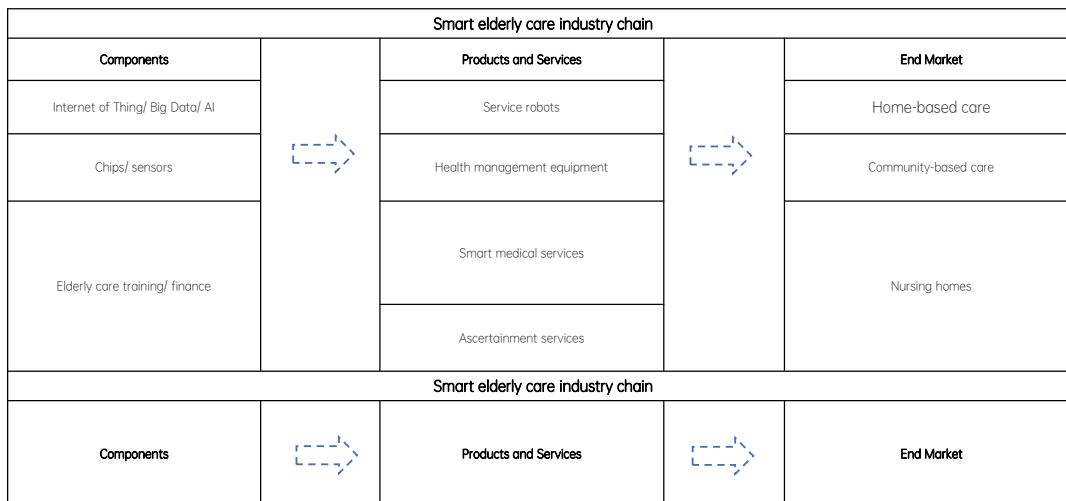 Smart elderly care industry chain
Components
Products and Services
End Market
Internet of Thing/ Big Data/ AI
Service robots
Home-based care
Chips/ sensors
Health management equipment
Community-based care
Elderly care training/ finance
Smart medical services
Nursing homes
Ascertainment services
Smart elderly care industry chain
Components
Products and Services
End Market